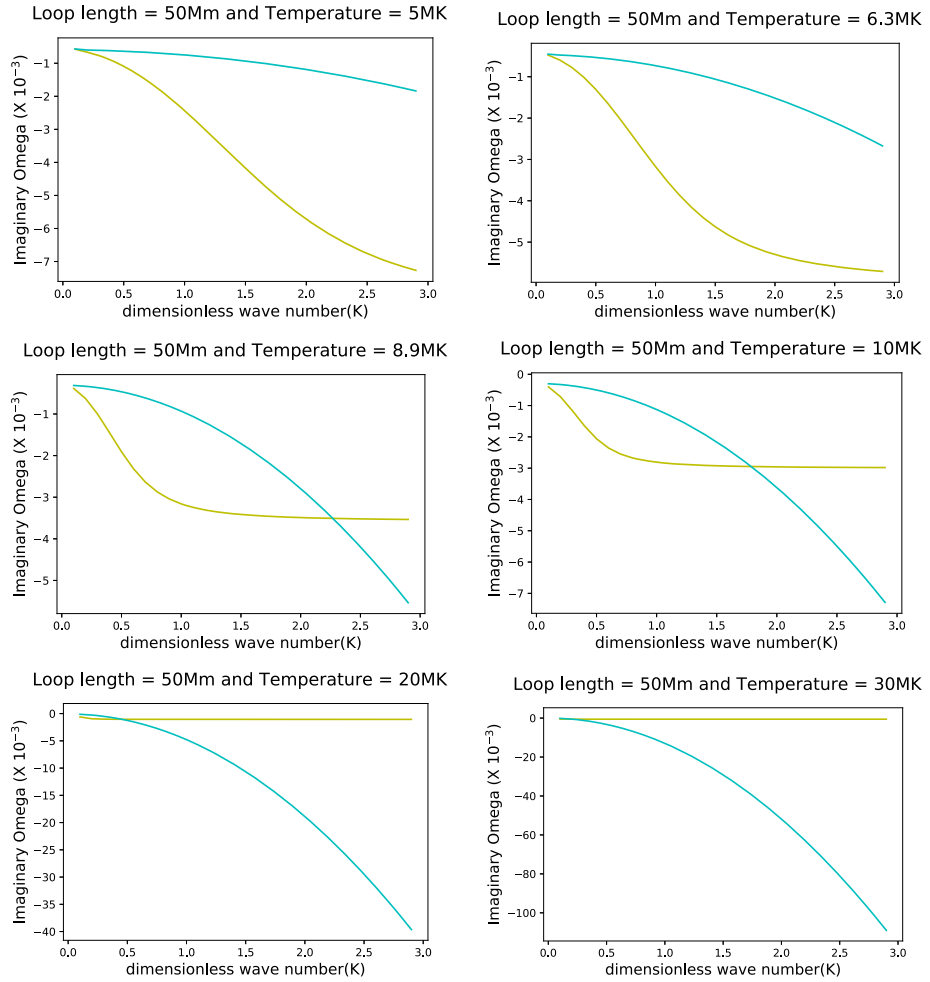 Loop length = 50Mm and Temperature = 5MK
Imaginary Omega (X 10⁻³)
−1
−2
−3
−4
−5
−6
−7
0.0 0.5 1.0 1.5 2.0 2.5 3.0
dimensionless wave number(K)
Loop length = 50Mm and Temperature = 6.3MK
Imaginary Omega (X 10⁻³)
−1
−2
−3
−4
−5
0.0 0.5 1.0 1.5 2.0 2.5 3.0
dimensionless wave number(K)
Loop length = 50Mm and Temperature = 8.9MK
Imaginary Omega (X 10⁻³)
−1
−2
−3
−4
−5
0.0 0.5 1.0 1.5 2.0 2.5 3.0
dimensionless wave number(K)
Loop length = 50Mm and Temperature = 10MK
Imaginary Omega (X 10⁻³)
0
−1
−2
−3
−4
−5
−6
−7
0.0 0.5 1.0 1.5 2.0 2.5 3.0
dimensionless wave number(K)
Loop length = 50Mm and Temperature = 20MK
Imaginary Omega (X 10⁻³)
0
−5
−10
−15
−20
−25
−30
−35
−40
0.0 0.5 1.0 1.5 2.0 2.5 3.0
dimensionless wave number(K)
Loop length = 50Mm and Temperature = 30MK
Imaginary Omega (X 10⁻³)
0
−20
−40
−60
−80
−100
0.0 0.5 1.0 1.5 2.0 2.5 3.0
dimensionless wave number(K)